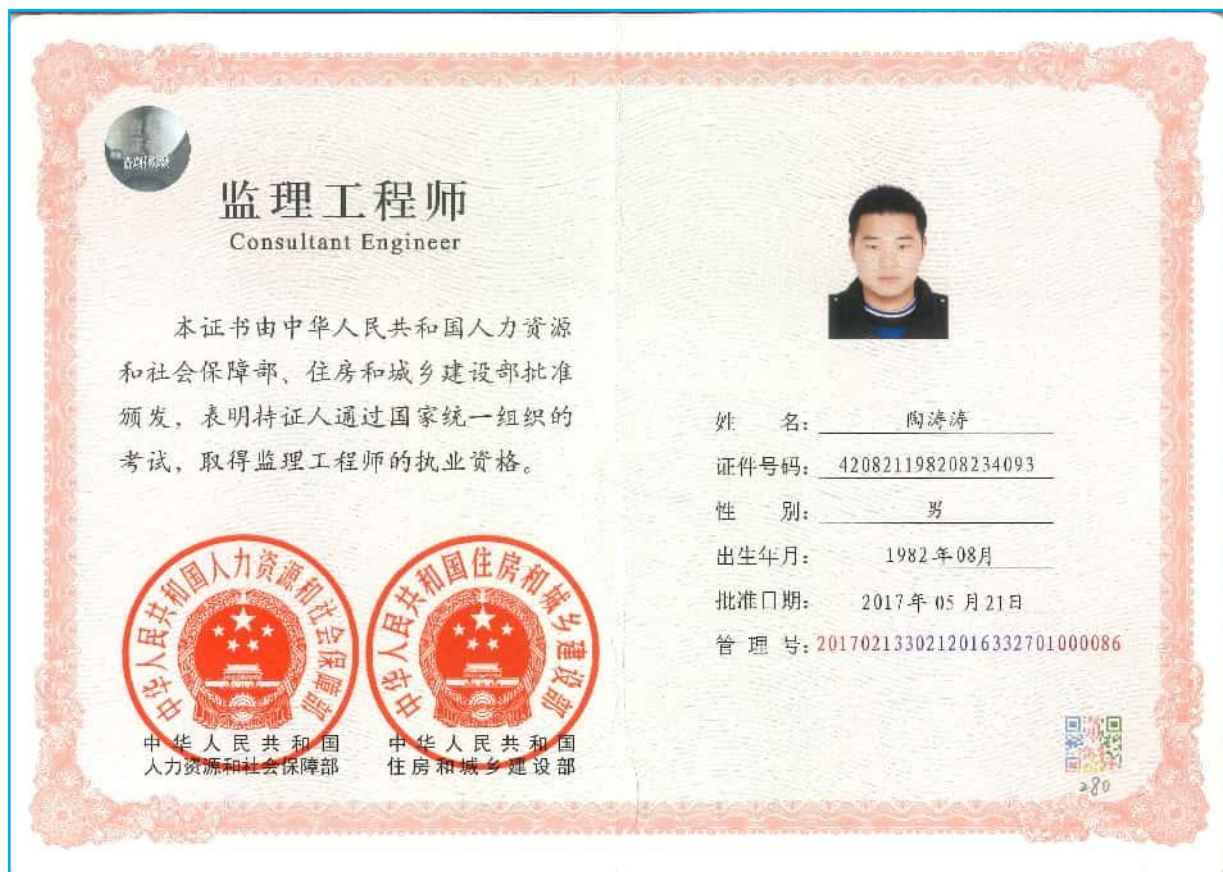 监理工程师
Consultant Engineer
本证书由中华人民共和国人力资源
和社会保障部、住房和城乡建设部批准
颁发，表明持证人通过国家统一组织的
考试，取得监理工程师的执业资格。
中华人民共和国人力资源和社会保障部
中华人民共和国住房和城乡建设部
中华人民共和国
人力资源和社会保障部
中华人民共和国
住房和城乡建设部
姓 名：陶涛涛
证件号码：420821198208234093
性 别：男
出生年月：1982年08月
批准日期：2017年05月21日
管 理 号：2017021330212016332701000086
280